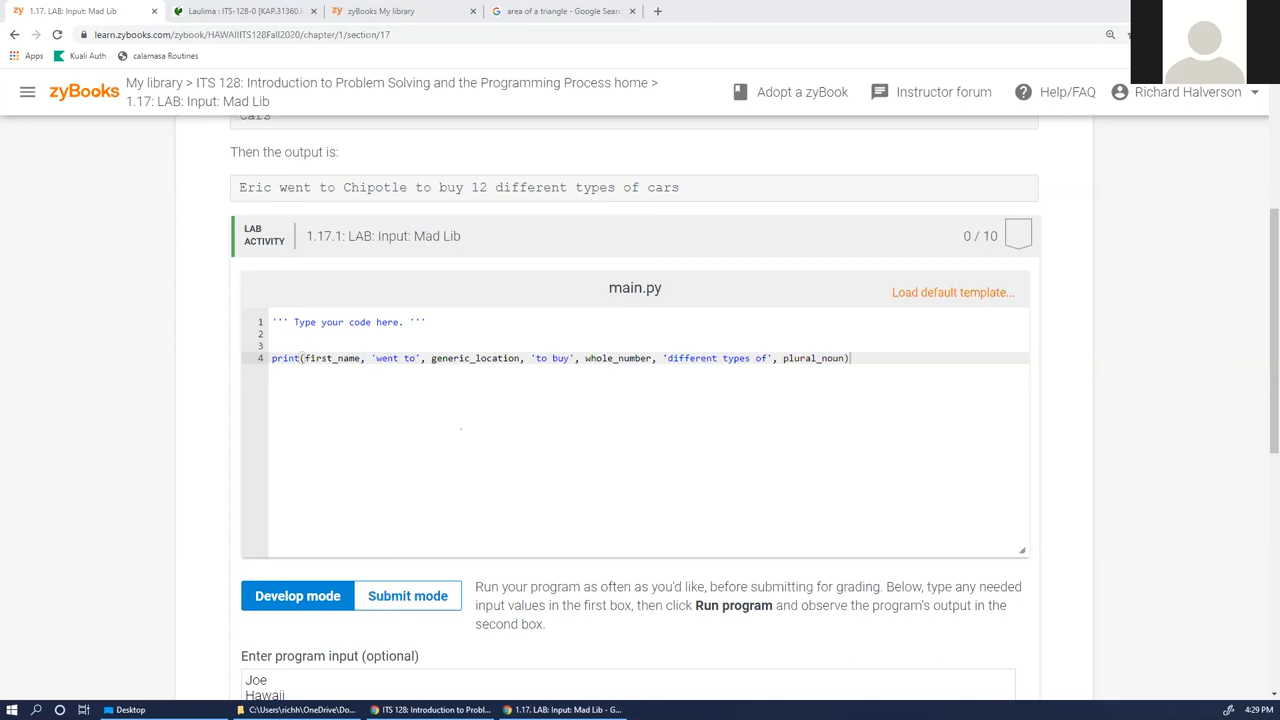 1.17. LAB: Input: Mad Lib
Laulima : ITS-128-0 [KAP.31360.
zyBooks My library
area of a triangle - Google Searc
learn.zybooks.com/zybook/HAWAIIITS128Fall2020/chapter/1/section/17
Apps
Kuali Auth
calamasa Routines
zyBooks
My library > ITS 128: Introduction to Problem Solving and the Programming Process home >
1.17: LAB: Input: Mad Lib
Adopt a zyBook
Instructor forum
Help/FAQ
Richard Halverson
Cars
Then the output is:
Eric went to Chipotle to buy 12 different types of cars
LAB
ACTIVITY
1.17.1: LAB: Input: Mad Lib
0 / 10
main.py
Load default template...
1 ''' Type your code here. '''
2
3
4 print(first_name, 'went to', generic_location, 'to buy', whole_number, 'different types of', plural_noun)
Develop mode
Submit mode
Run your program as often as you'd like, before submitting for grading. Below, type any needed
input values in the first box, then click Run program and observe the program's output in the
second box.
Enter program input (optional)
Joe
Hawaii
Desktop
C:\Users\richh\OneDrive\Do...
ITS 128: Introduction to Probl...
1.17. LAB: Input: Mad Lib - G...
4:29 PM